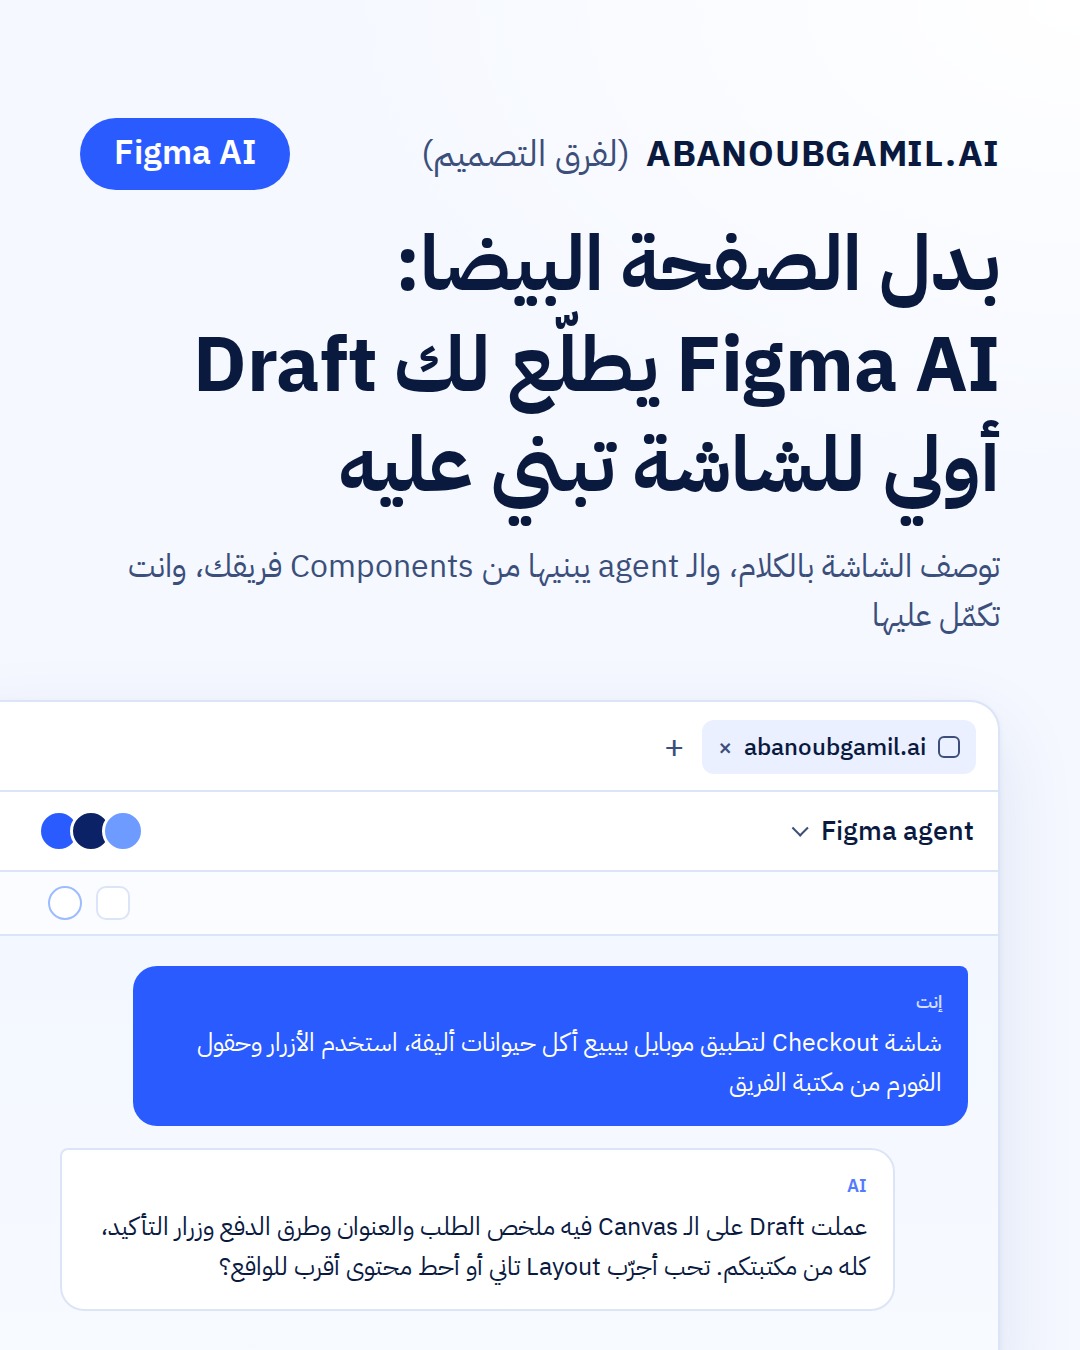 ABANOUBGAMIL.AI (لفرق التصميم)
Figma AI
بدل الصفحة البيضا:
Figma AI يطلّع لك Draft
أولي للشاشة تبني عليه
توصف الشاشة بالكلام، والـ agent يبنيها من Components فريقك، وانت
تكمّل عليها
abanoubgamil.ai × +
Figma agent
إنت
شاشة Checkout لتطبيق موبايل بيبيع أكل حيوانات أليفة، استخدم الأزرار وحقول
الفورم من مكتبة الفريق
AI
عملت Draft على الـ Canvas فيه ملخص الطلب والعنوان وطرق الدفع وزرار التأكيد،
كله من مكتبتكم. تحب أجرّب Layout تاني أو أحط محتوى أقرب للواقع؟